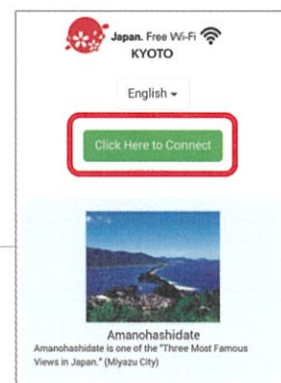 Japan. Free Wi-Fi
KYOTO
English
Click Here to Connect
Amanohashidate
Amanohashidate is one of the "Three Most Famous
Views in Japan." (Miyazu City)